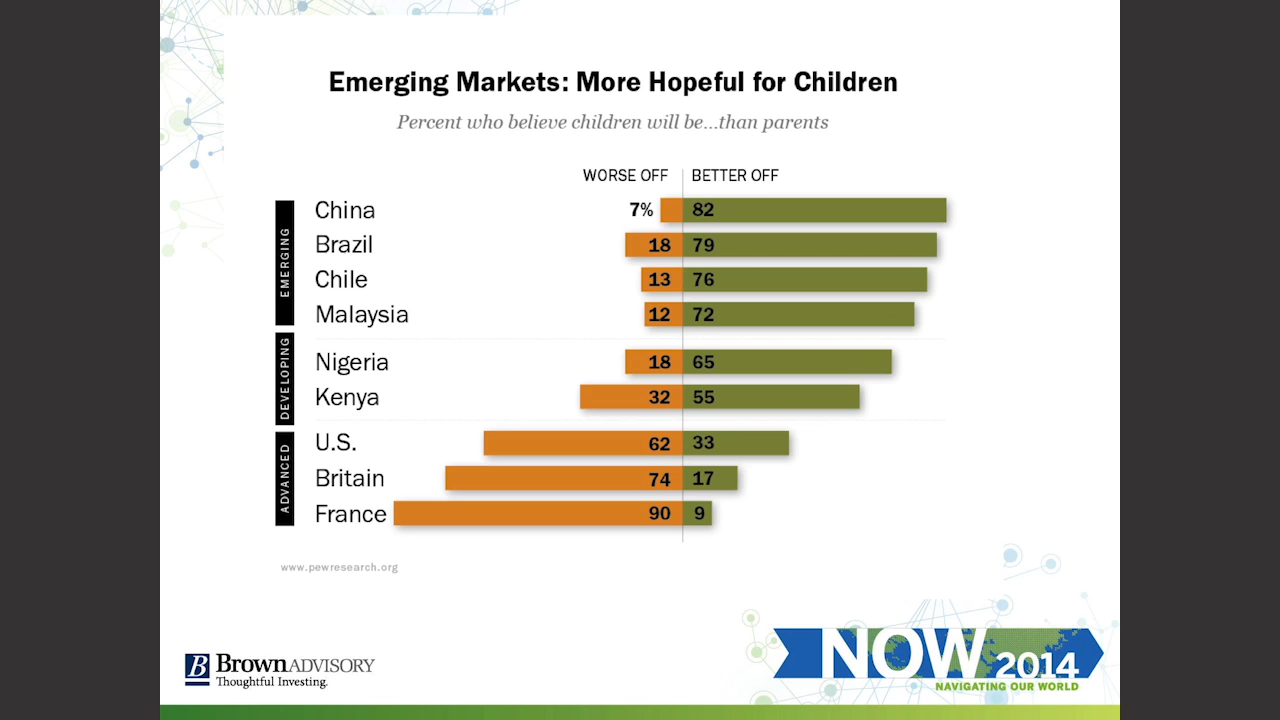 Emerging Markets: More Hopeful for Children
Percent who believe children will be...than parents
WORSE OFF BETTER OFF
EMERGING
China 7% 82
Brazil 18 79
Chile 13 76
Malaysia 12 72
DEVELOPING
Nigeria 18 65
Kenya 32 55
ADVANCED
U.S. 62 33
Britain 74 17
France 90 9
www.pewresearch.org
B BrownADVISORY
Thoughtful Investing.
NOW 2014
NAVIGATING OUR WORLD